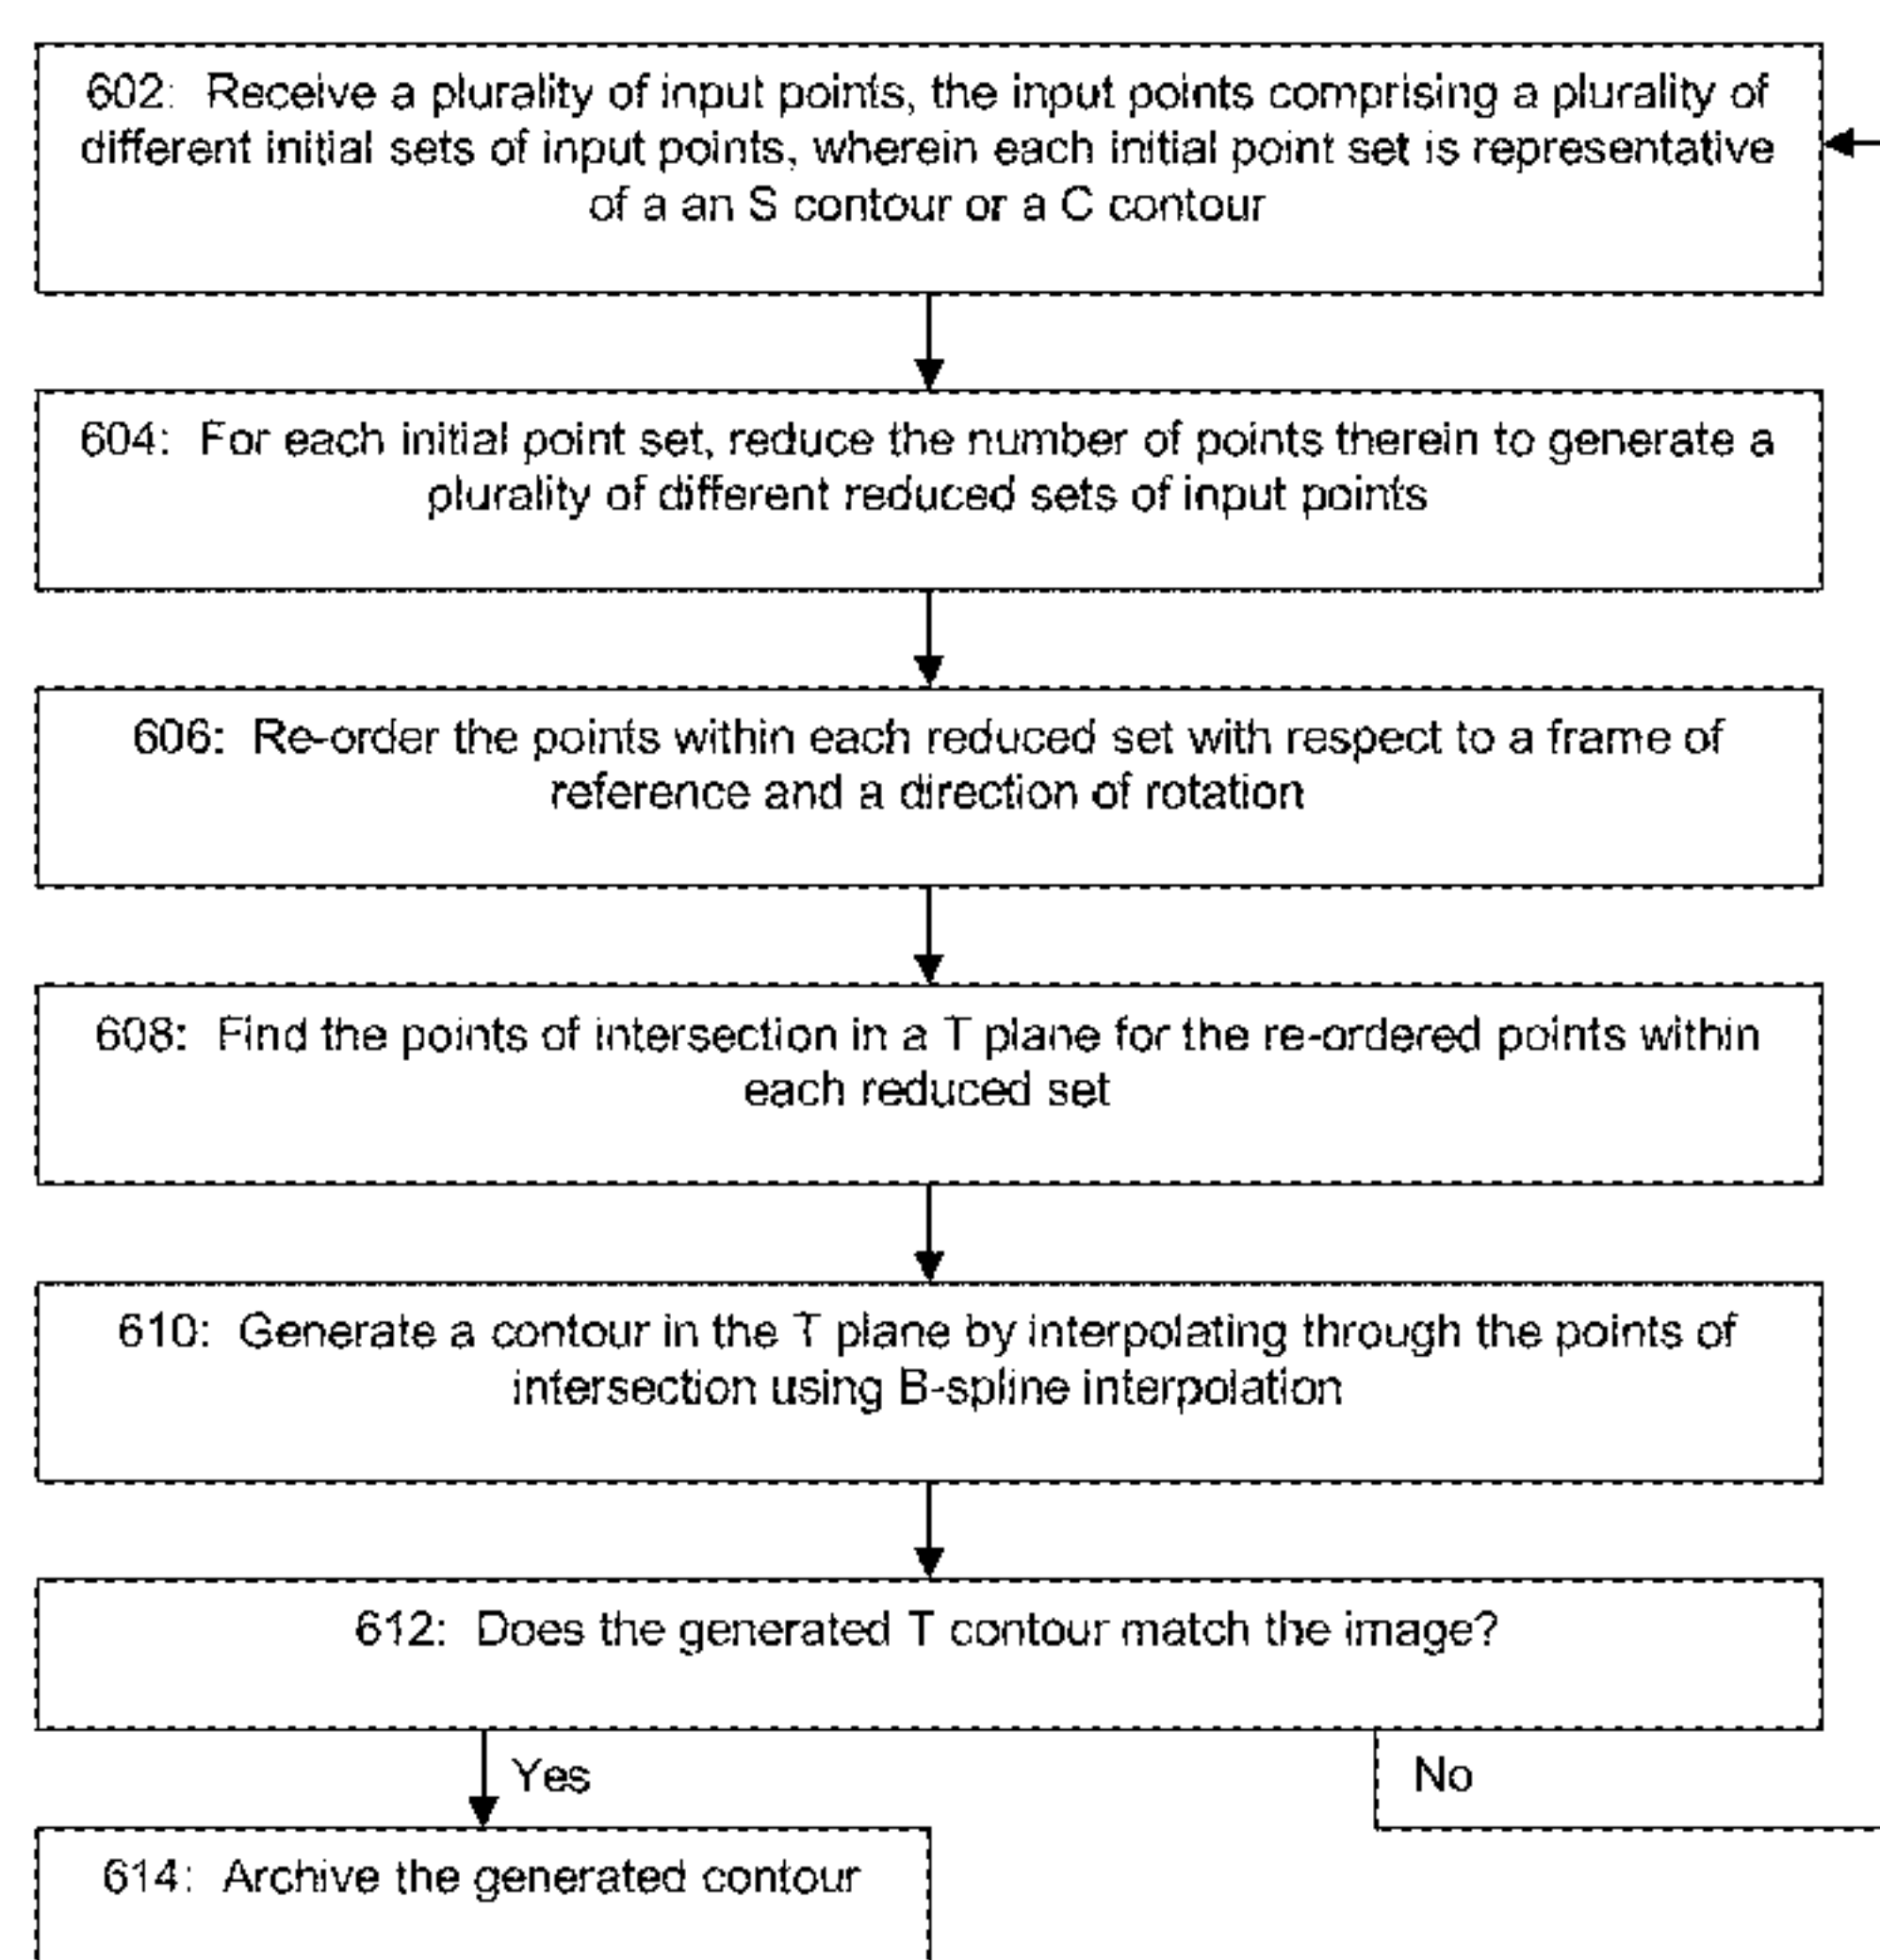 602:  Receive a plurality of input points, the input points comprising a plurality of
different initial sets of input points, wherein each initial point set is representative
of a an S contour or a C contour
604:  For each initial point set, reduce the number of points therein to generate a
plurality of different reduced sets of input points
606:  Re-order the points within each reduced set with respect to a frame of
reference and a direction of rotation
608:  Find the points of intersection in a T plane for the re-ordered points within
each reduced set
610:  Generate a contour in the T plane by interpolating through the points of
intersection using B-spline interpolation
612:  Does the generated T contour match the image?
Yes
No
614:  Archive the generated contour